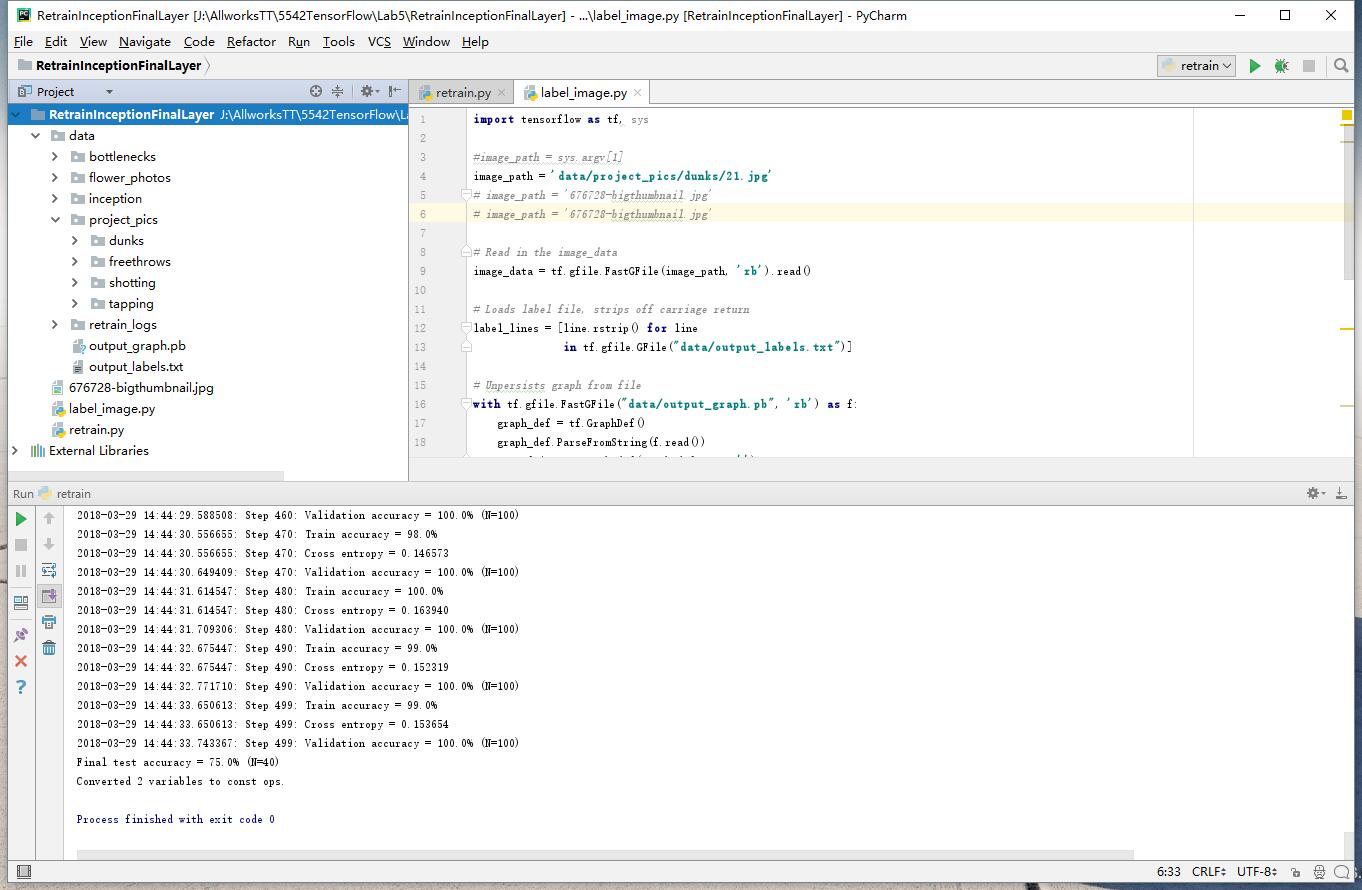 RetrainInceptionFinalLayer [J:\AllworksTT\5542TensorFlow\Lab5\RetrainInceptionFinalLayer] - ...\label_image.py [RetrainInceptionFinalLayer] - PyCharm
File Edit View Navigate Code Refactor Run Tools VCS Window Help
RetrainInceptionFinalLayer
retrain
Project
retrain.py
label_image.py
RetrainInceptionFinalLayer J:\AllworksTT\5542TensorFlow\La
data
bottlenecks
flower_photos
inception
project_pics
dunks
freethrows
shotting
tapping
retrain_logs
output_graph.pb
output_labels.txt
676728-bigthumbnail.jpg
label_image.py
retrain.py
External Libraries
1 import tensorflow as tf, sys
2
3 #image_path = sys.argv[1]
4 image_path = 'data/project_pics/dunks/21.jpg'
5 # image_path = '676728-bigthumbnail.jpg'
6 # image_path = '676728-bigthumbnail.jpg'
7
8 # Read in the image_data
9 image_data = tf.gfile.FastGFile(image_path, 'rb').read()
10
11 # Loads label file, strips off carriage return
12 label_lines = [line.rstrip() for line
13 in tf.gfile.GFile("data/output_labels.txt")]
14
15 # Unpersists graph from file
16 with tf.gfile.FastGFile("data/output_graph.pb", 'rb') as f:
17 graph_def = tf.GraphDef()
18 graph_def.ParseFromString(f.read())
Run retrain
2018-03-29 14:44:29.588508: Step 460: Validation accuracy = 100.0% (N=100)
2018-03-29 14:44:30.556655: Step 470: Train accuracy = 98.0%
2018-03-29 14:44:30.556655: Step 470: Cross entropy = 0.146573
2018-03-29 14:44:30.649409: Step 470: Validation accuracy = 100.0% (N=100)
2018-03-29 14:44:31.614547: Step 480: Train accuracy = 100.0%
2018-03-29 14:44:31.614547: Step 480: Cross entropy = 0.163940
2018-03-29 14:44:31.709306: Step 480: Validation accuracy = 100.0% (N=100)
2018-03-29 14:44:32.675447: Step 490: Train accuracy = 99.0%
2018-03-29 14:44:32.675447: Step 490: Cross entropy = 0.152319
2018-03-29 14:44:32.771710: Step 490: Validation accuracy = 100.0% (N=100)
2018-03-29 14:44:33.650613: Step 499: Train accuracy = 99.0%
2018-03-29 14:44:33.650613: Step 499: Cross entropy = 0.153654
2018-03-29 14:44:33.743367: Step 499: Validation accuracy = 100.0% (N=100)
Final test accuracy = 75.0% (N=40)
Converted 2 variables to const ops.
Process finished with exit code 0
6:33 CRLF UTF-8